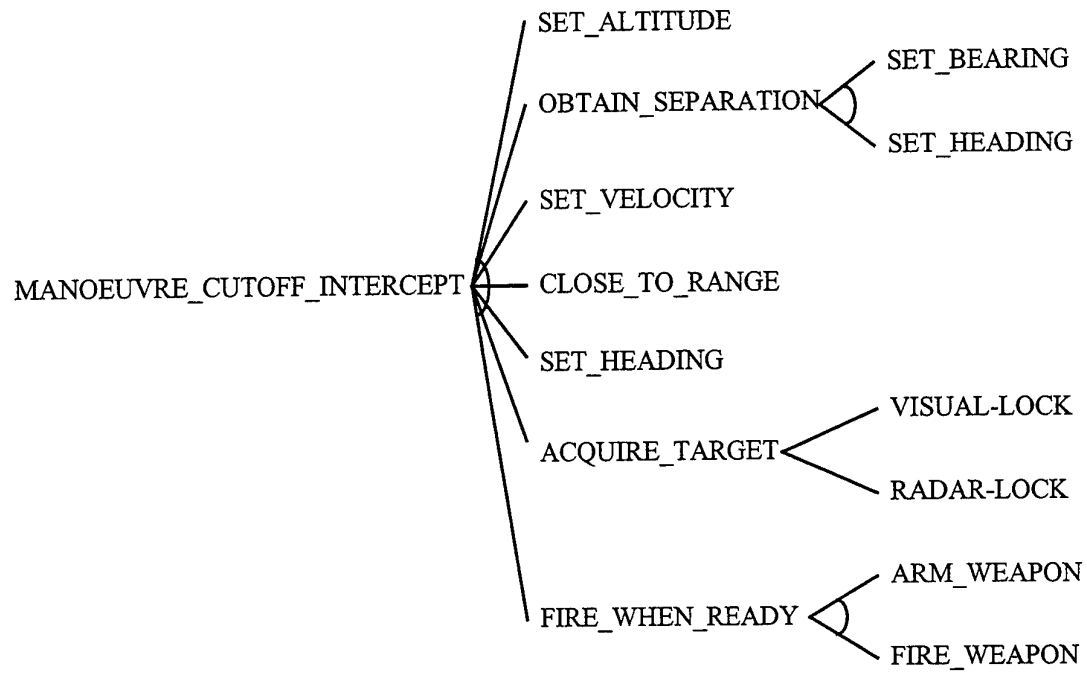 SET_ALTITUDE
SET_BEARING
OBTAIN_SEPARATION
SET_HEADING
SET_VELOCITY
MANOEUVRE_CUTOFF_INTERCEPT
CLOSE_TO_RANGE
SET_HEADING
VISUAL-LOCK
ACQUIRE_TARGET
RADAR-LOCK
ARM_WEAPON
FIRE_WHEN_READY
FIRE_WEAPON